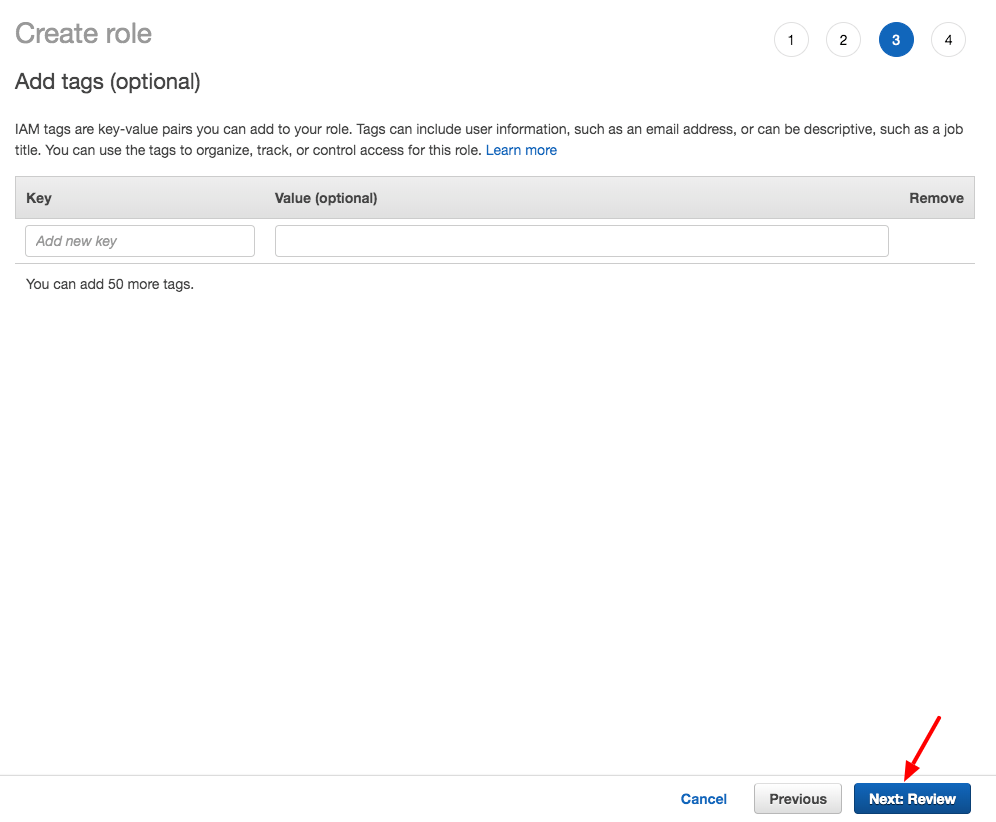 Create role
1 2 3 4
Add tags (optional)
IAM tags are key-value pairs you can add to your role. Tags can include user information, such as an email address, or can be descriptive, such as a job
title. You can use the tags to organize, track, or control access for this role. Learn more
Key Value (optional) Remove
Add new key
You can add 50 more tags.
Cancel Previous Next: Review